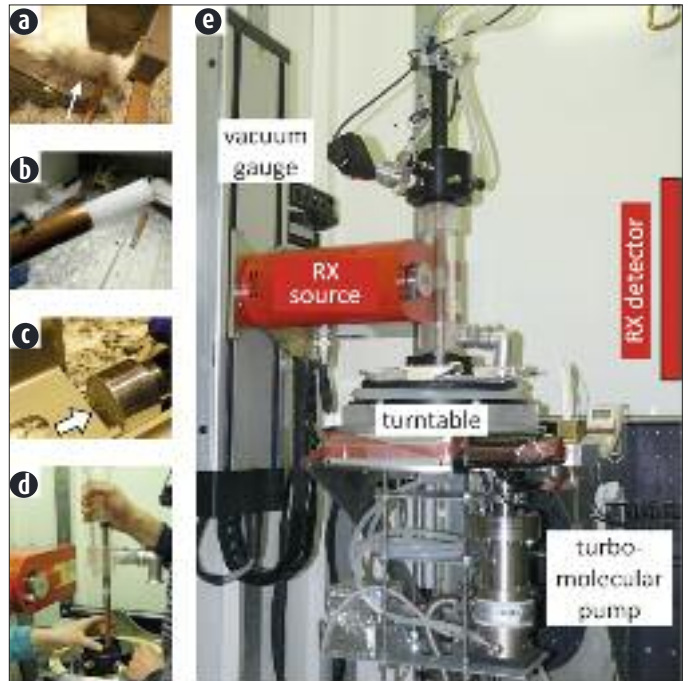 a
e
vacuum
gauge
b
RX
source
RX detector
c
turntable
d
turbo-
molecular
pump